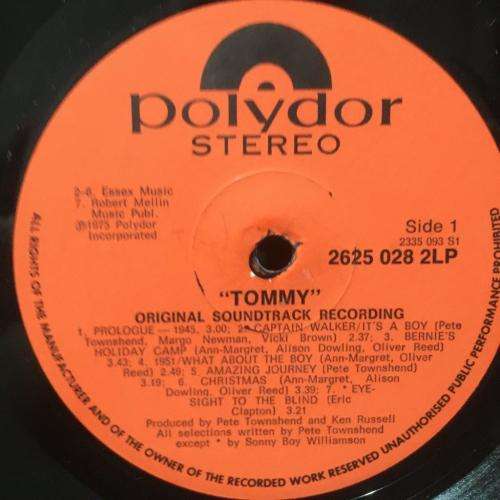 polydor
STEREO
2-6. Essex Music
7. Robert Mellin
Music Publ.
℗1975 Polydor
Incorporated
Side 1
2335 093 S1
2625 028 2LP
"TOMMY"
ORIGINAL SOUNDTRACK RECORDING
1. PROLOGUE — 1945. 3.00; 2. CAPTAIN WALKER/IT'S A BOY (Pete
Townshend, Margo Newman, Vicki Brown) 2.37; 3. BERNIE'S
HOLIDAY CAMP (Ann-Margret, Alison Dowling, Oliver Reed)
3.43; 4. 1951/WHAT ABOUT THE BOY (Ann-Margret, Oliver
Reed) 2.49; 5. AMAZING JOURNEY (Pete Townshend)
3.19; 6. CHRISTMAS (Ann-Margret, Alison
Dowling, Oliver Reed) 3.39; 7. * EYE-
SIGHT TO THE BLIND (Eric
Clapton) 3.21
Produced by Pete Townshend and Ken Russell
All selections written by Pete Townshend
except * by Sonny Boy Williamson
ALL RIGHTS OF THE MANUFACTURER AND OF THE OWNER OF THE RECORDED WORK RESERVED UNAUTHORISED PUBLIC PERFORMANCE PROHIBITED